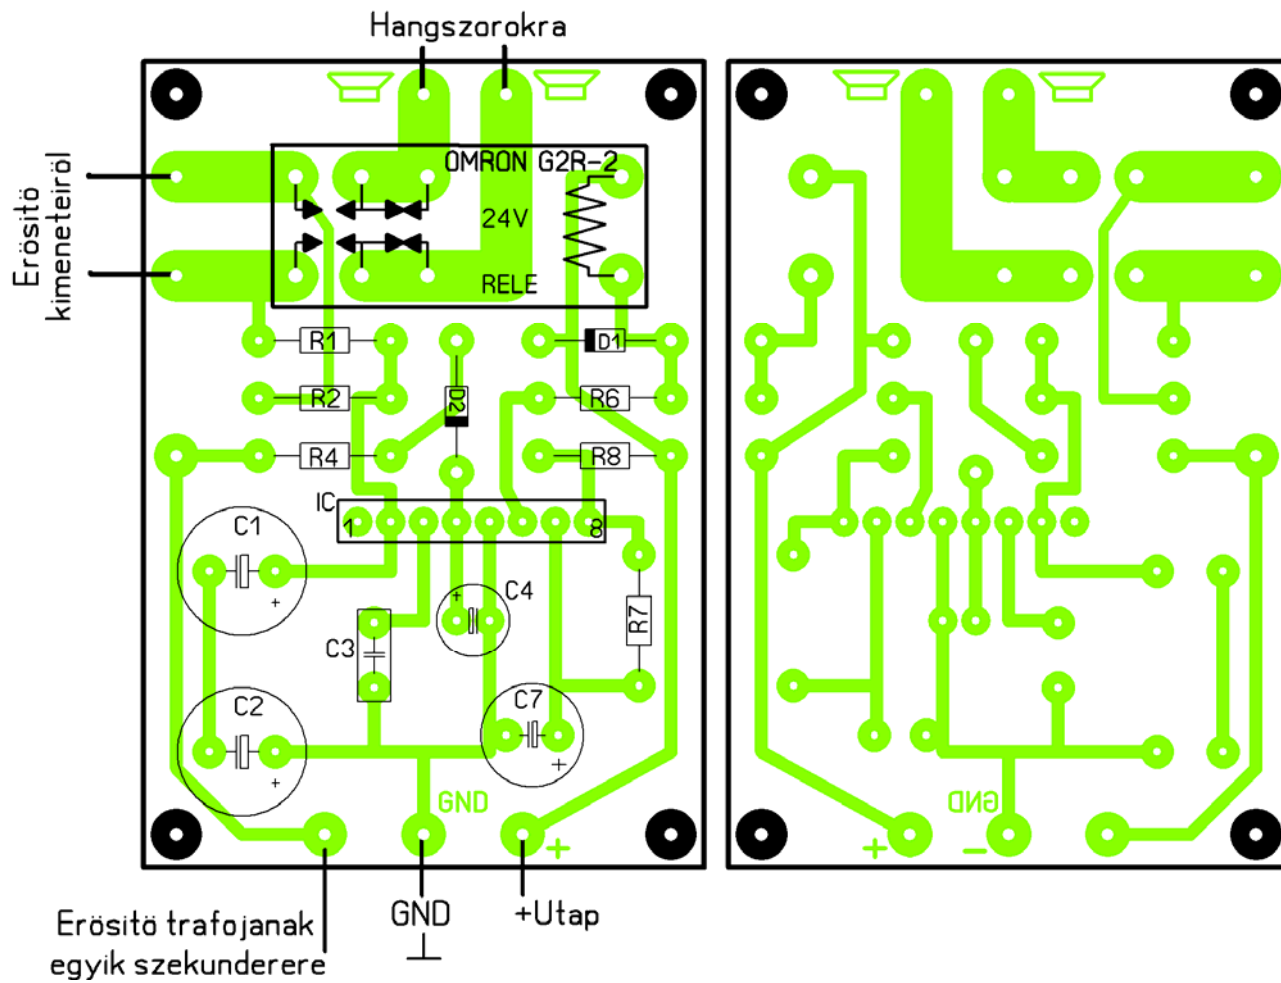 Hangszorokra
Erösitö
kimeneteiröl
OMRON G2R-2
24V
RELE
R1
D1
R2
D2
R6
R4
R8
IC
1
8
C1
C4
R7
C3
C2
C7
+
+
+
+
GND
+
GND
+
-
Erösitö trafojanak
egyik szekunderere
GND
+Utap